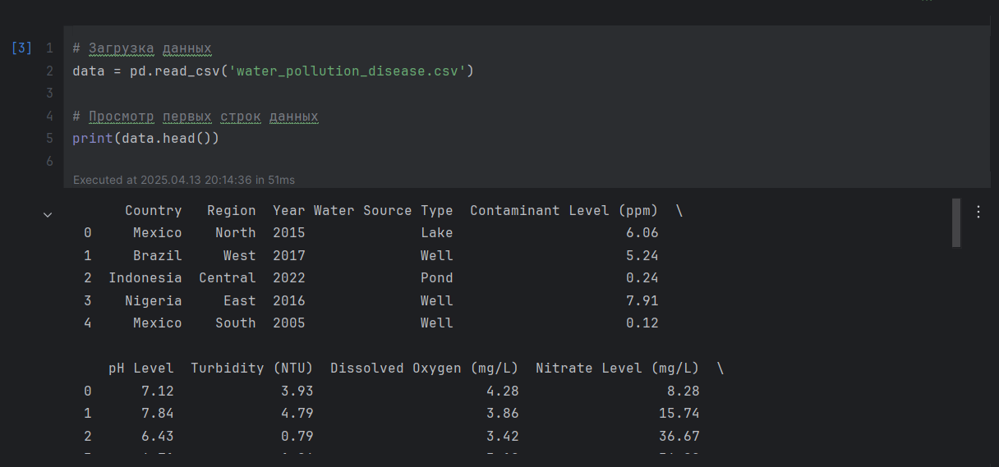 [3] 1 # Загрузка данных
2 data = pd.read_csv('water_pollution_disease.csv')
3
4 # Просмотр первых строк данных
5 print(data.head())
6
Executed at 2025.04.13 20:14:36 in 51ms
Country Region Year Water Source Type Contaminant Level (ppm) \
0 Mexico North 2015 Lake 6.06
1 Brazil West 2017 Well 5.24
2 Indonesia Central 2022 Pond 0.24
3 Nigeria East 2016 Well 7.91
4 Mexico South 2005 Well 0.12
pH Level Turbidity (NTU) Dissolved Oxygen (mg/L) Nitrate Level (mg/L) \
0 7.12 3.93 4.28 8.28
1 7.84 4.79 3.86 15.74
2 6.43 0.79 3.42 36.67